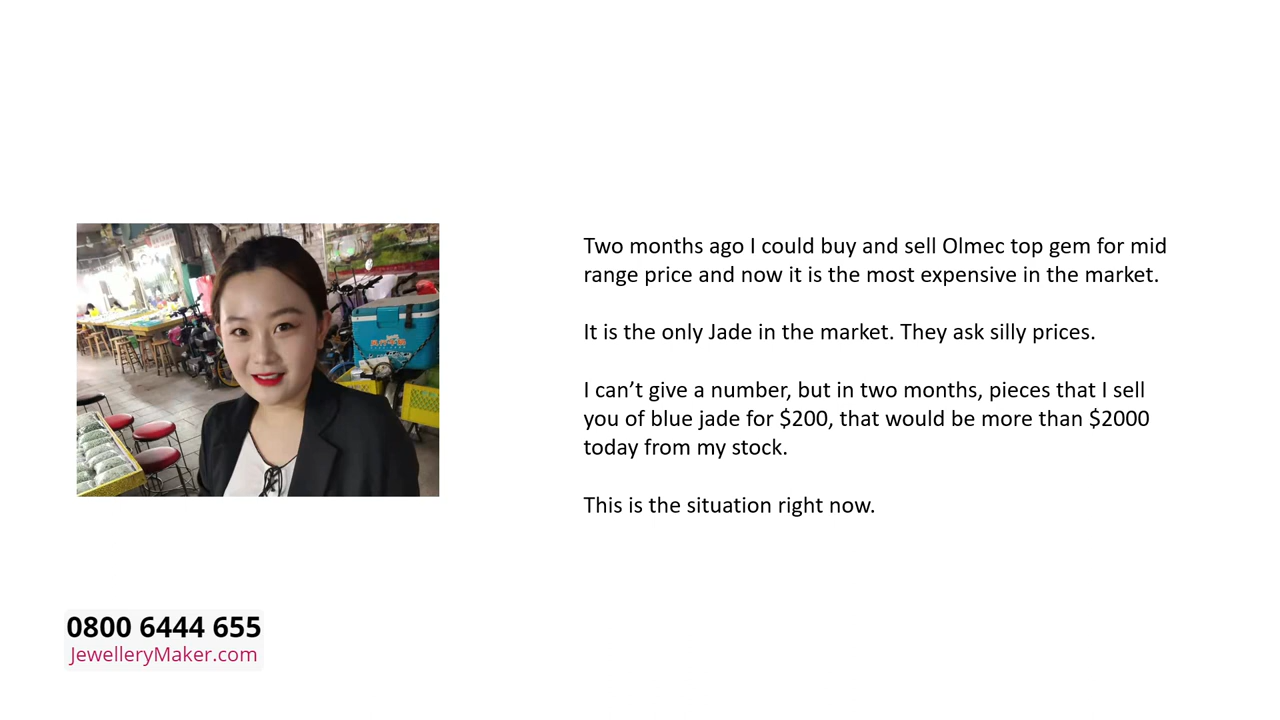 Two months ago I could buy and sell Olmec top gem for mid
range price and now it is the most expensive in the market.
It is the only Jade in the market. They ask silly prices.
I can’t give a number, but in two months, pieces that I sell
you of blue jade for $200, that would be more than $2000
today from my stock.
This is the situation right now.
0800 6444 655
JewelleryMaker.com